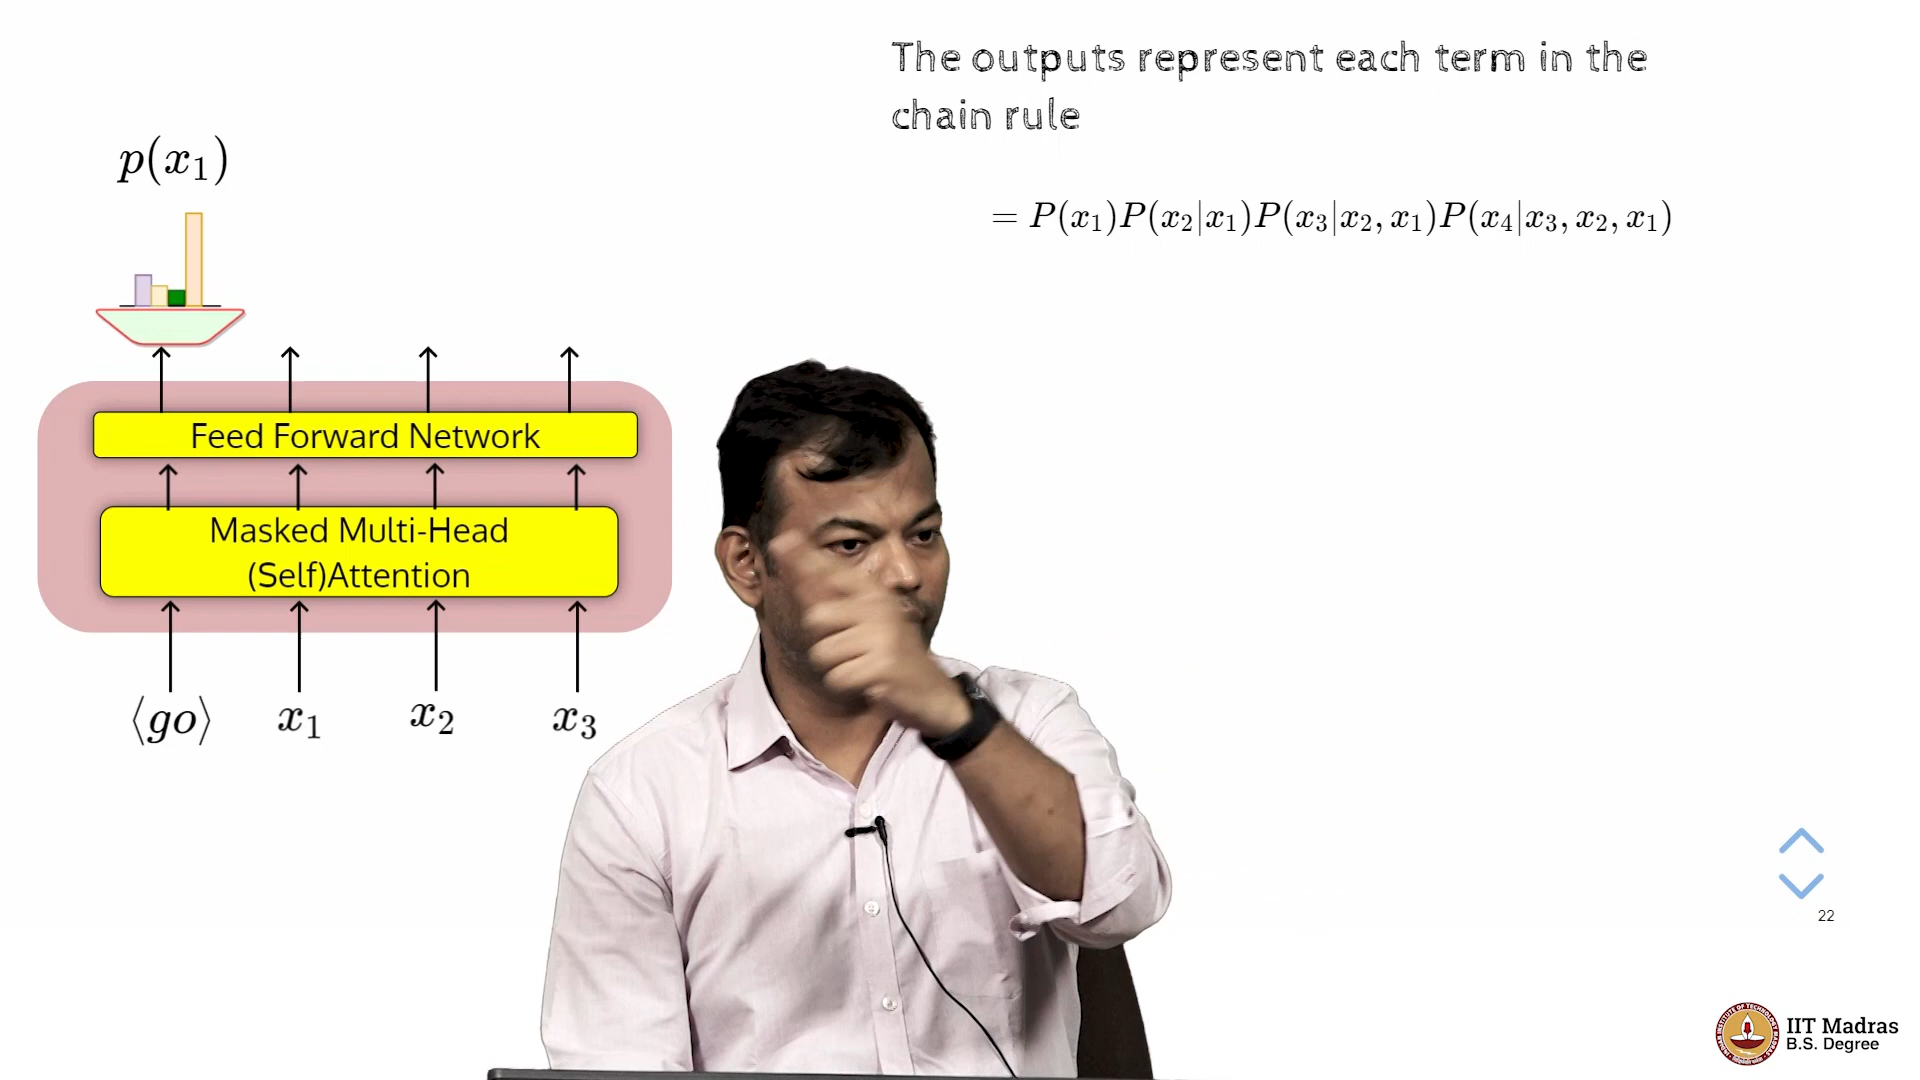 The outputs represent each term in the
chain rule
= P(x₁)P(x₂|x₁)P(x₃|x₂, x₁)P(x₄|x₃, x₂, x₁)
p(x₁)
Feed Forward Network
Masked Multi-Head
(Self)Attention
⟨go⟩ x₁ x₂ x₃
22
IIT Madras
B.S. Degree